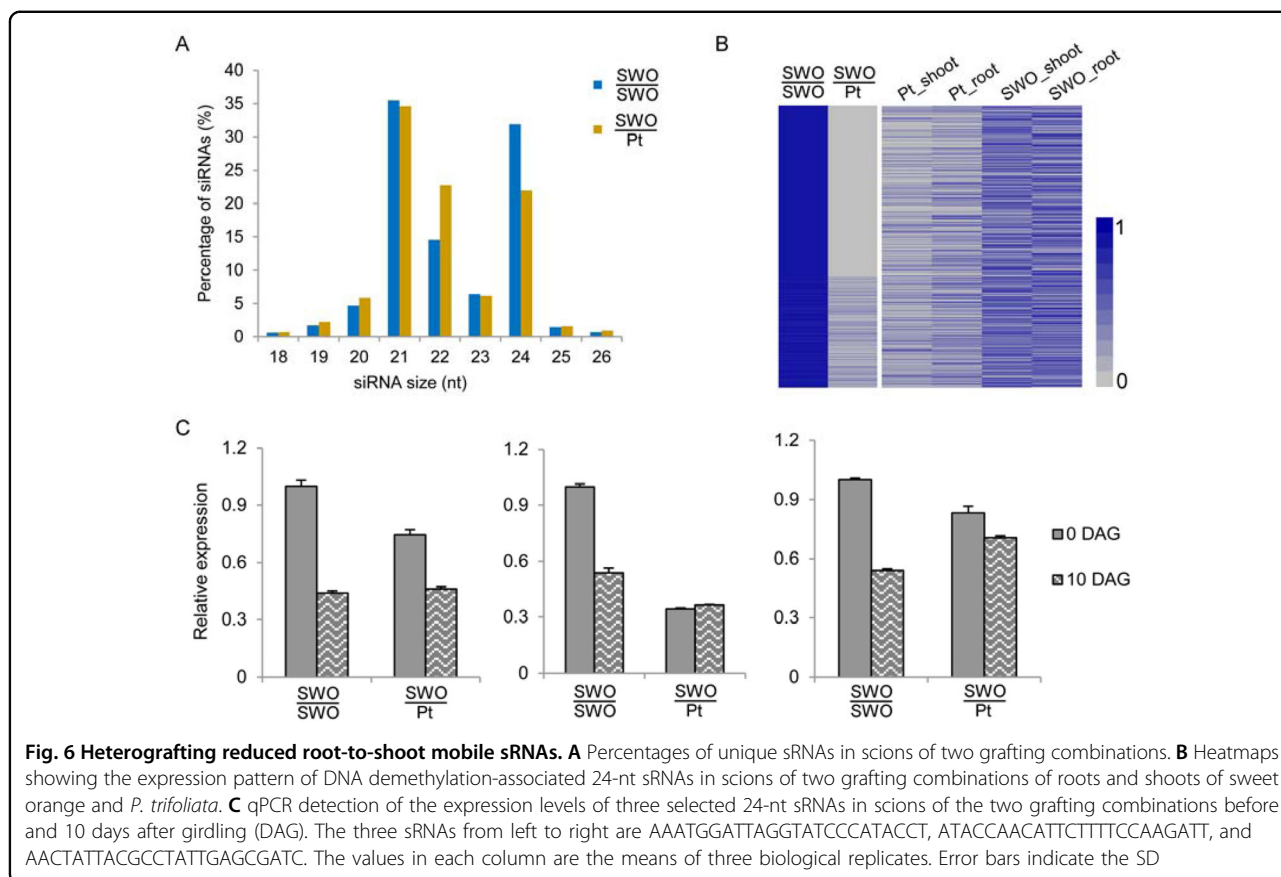 A
Percentage of siRNAs (%)
40
35
30
25
20
15
10
5
0
18 19 20 21 22 23 24 25 26
siRNA size (nt)
SWO
SWO
SWO
Pt
B
SWO
SWO
SWO
Pt
Pt_shoot
Pt_root
SWO_shoot
SWO_root
1
0
C
Relative expression
1.2
0.9
0.6
0.3
0
SWO
SWO
SWO
Pt
1.2
0.9
0.6
0.3
0
SWO
SWO
SWO
Pt
1.2
0.9
0.6
0.3
0
SWO
SWO
SWO
Pt
0 DAG
10 DAG
Fig. 6 Heterografting reduced root-to-shoot mobile sRNAs. A Percentages of unique sRNAs in scions of two grafting combinations. B Heatmaps
showing the expression pattern of DNA demethylation-associated 24-nt sRNAs in scions of two grafting combinations of roots and shoots of sweet
orange and P. trifoliata. C qPCR detection of the expression levels of three selected 24-nt sRNAs in scions of the two grafting combinations before
and 10 days after girdling (DAG). The three sRNAs from left to right are AAATGGATTAGGTATCCCATACCT, ATACCAACATTCTTTTCCAAGATT, and
AACTATTACGCCTATTGAGCGATC. The values in each column are the means of three biological replicates. Error bars indicate the SD